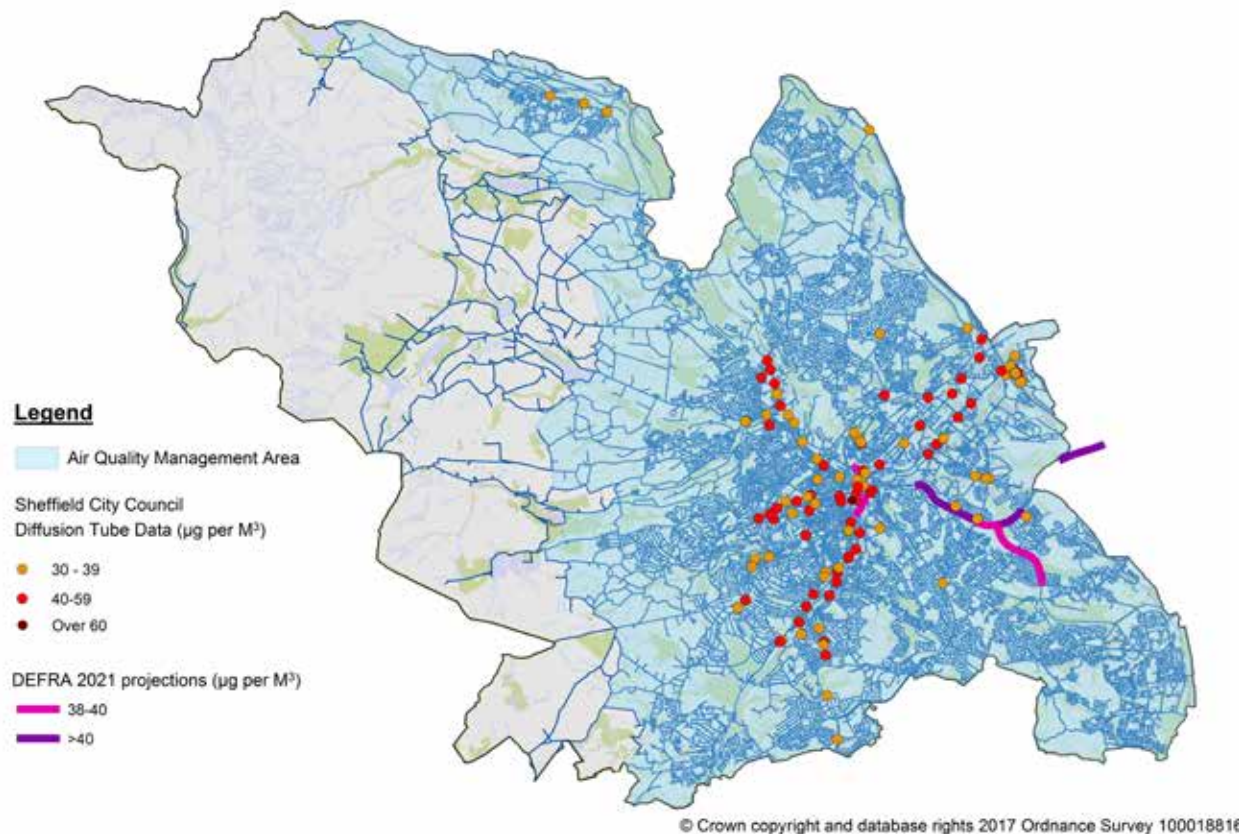 Legend
Air Quality Management Area
Sheffield City Council
Diffusion Tube Data (µg per M³)
30 - 39
40-59
Over 60
DEFRA 2021 projections (µg per M³)
38-40
>40
© Crown copyright and database rights 2017 Ordnance Survey 100018816